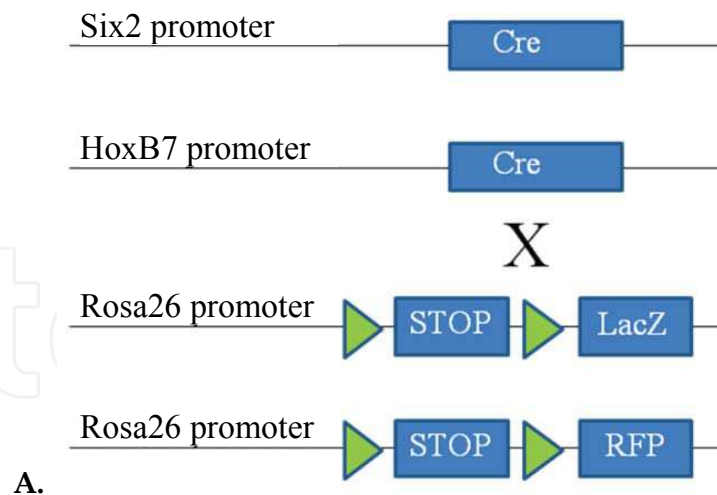 Six2 promoter Cre
HoxB7 promoter Cre
X
Rosa26 promoter STOP LacZ
Rosa26 promoter STOP RFP
A.